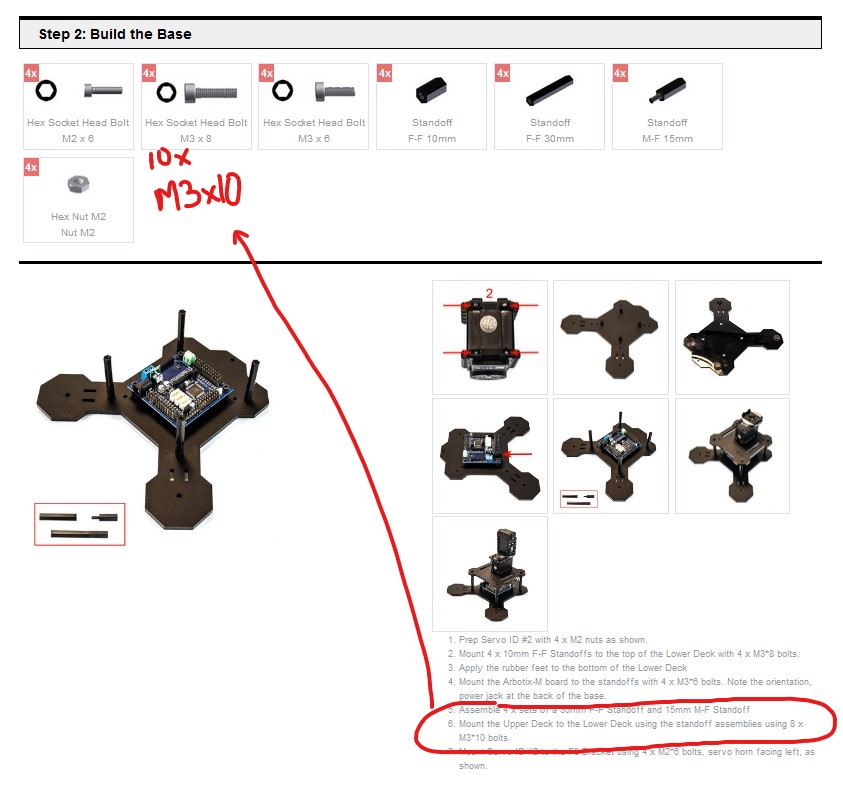 Step 2: Build the Base
4x
Hex Socket Head Bolt
M2 x 6
4x
Hex Socket Head Bolt
M3 x 8
4x
Hex Socket Head Bolt
M3 x 6
4x
Standoff
F-F 10mm
4x
Standoff
F-F 30mm
4x
Standoff
M-F 15mm
4x
Hex Nut M2
Nut M2
10x
M3x10
2
1. Prep Servo ID #2 with 4 x M2 nuts as shown.
2. Mount 4 x 10mm F-F Standoffs to the top of the Lower Deck with 4 x M3*8 bolts.
3. Apply the rubber feet to the bottom of the Lower Deck
4. Mount the Arbotix-M board to the standoffs with 4 x M3*6 bolts. Note the orientation,
power jack at the back of the base.
5. Assemble 4 x sets of a 30mm F-F Standoff and 15mm M-F Standoff
6. Mount the Upper Deck to the Lower Deck using the standoff assemblies using 8 x
M3*10 bolts.
7. Mount Servo ID #2 to the F3 Bracket using 4 x M2*6 bolts, servo horn facing left, as
shown.